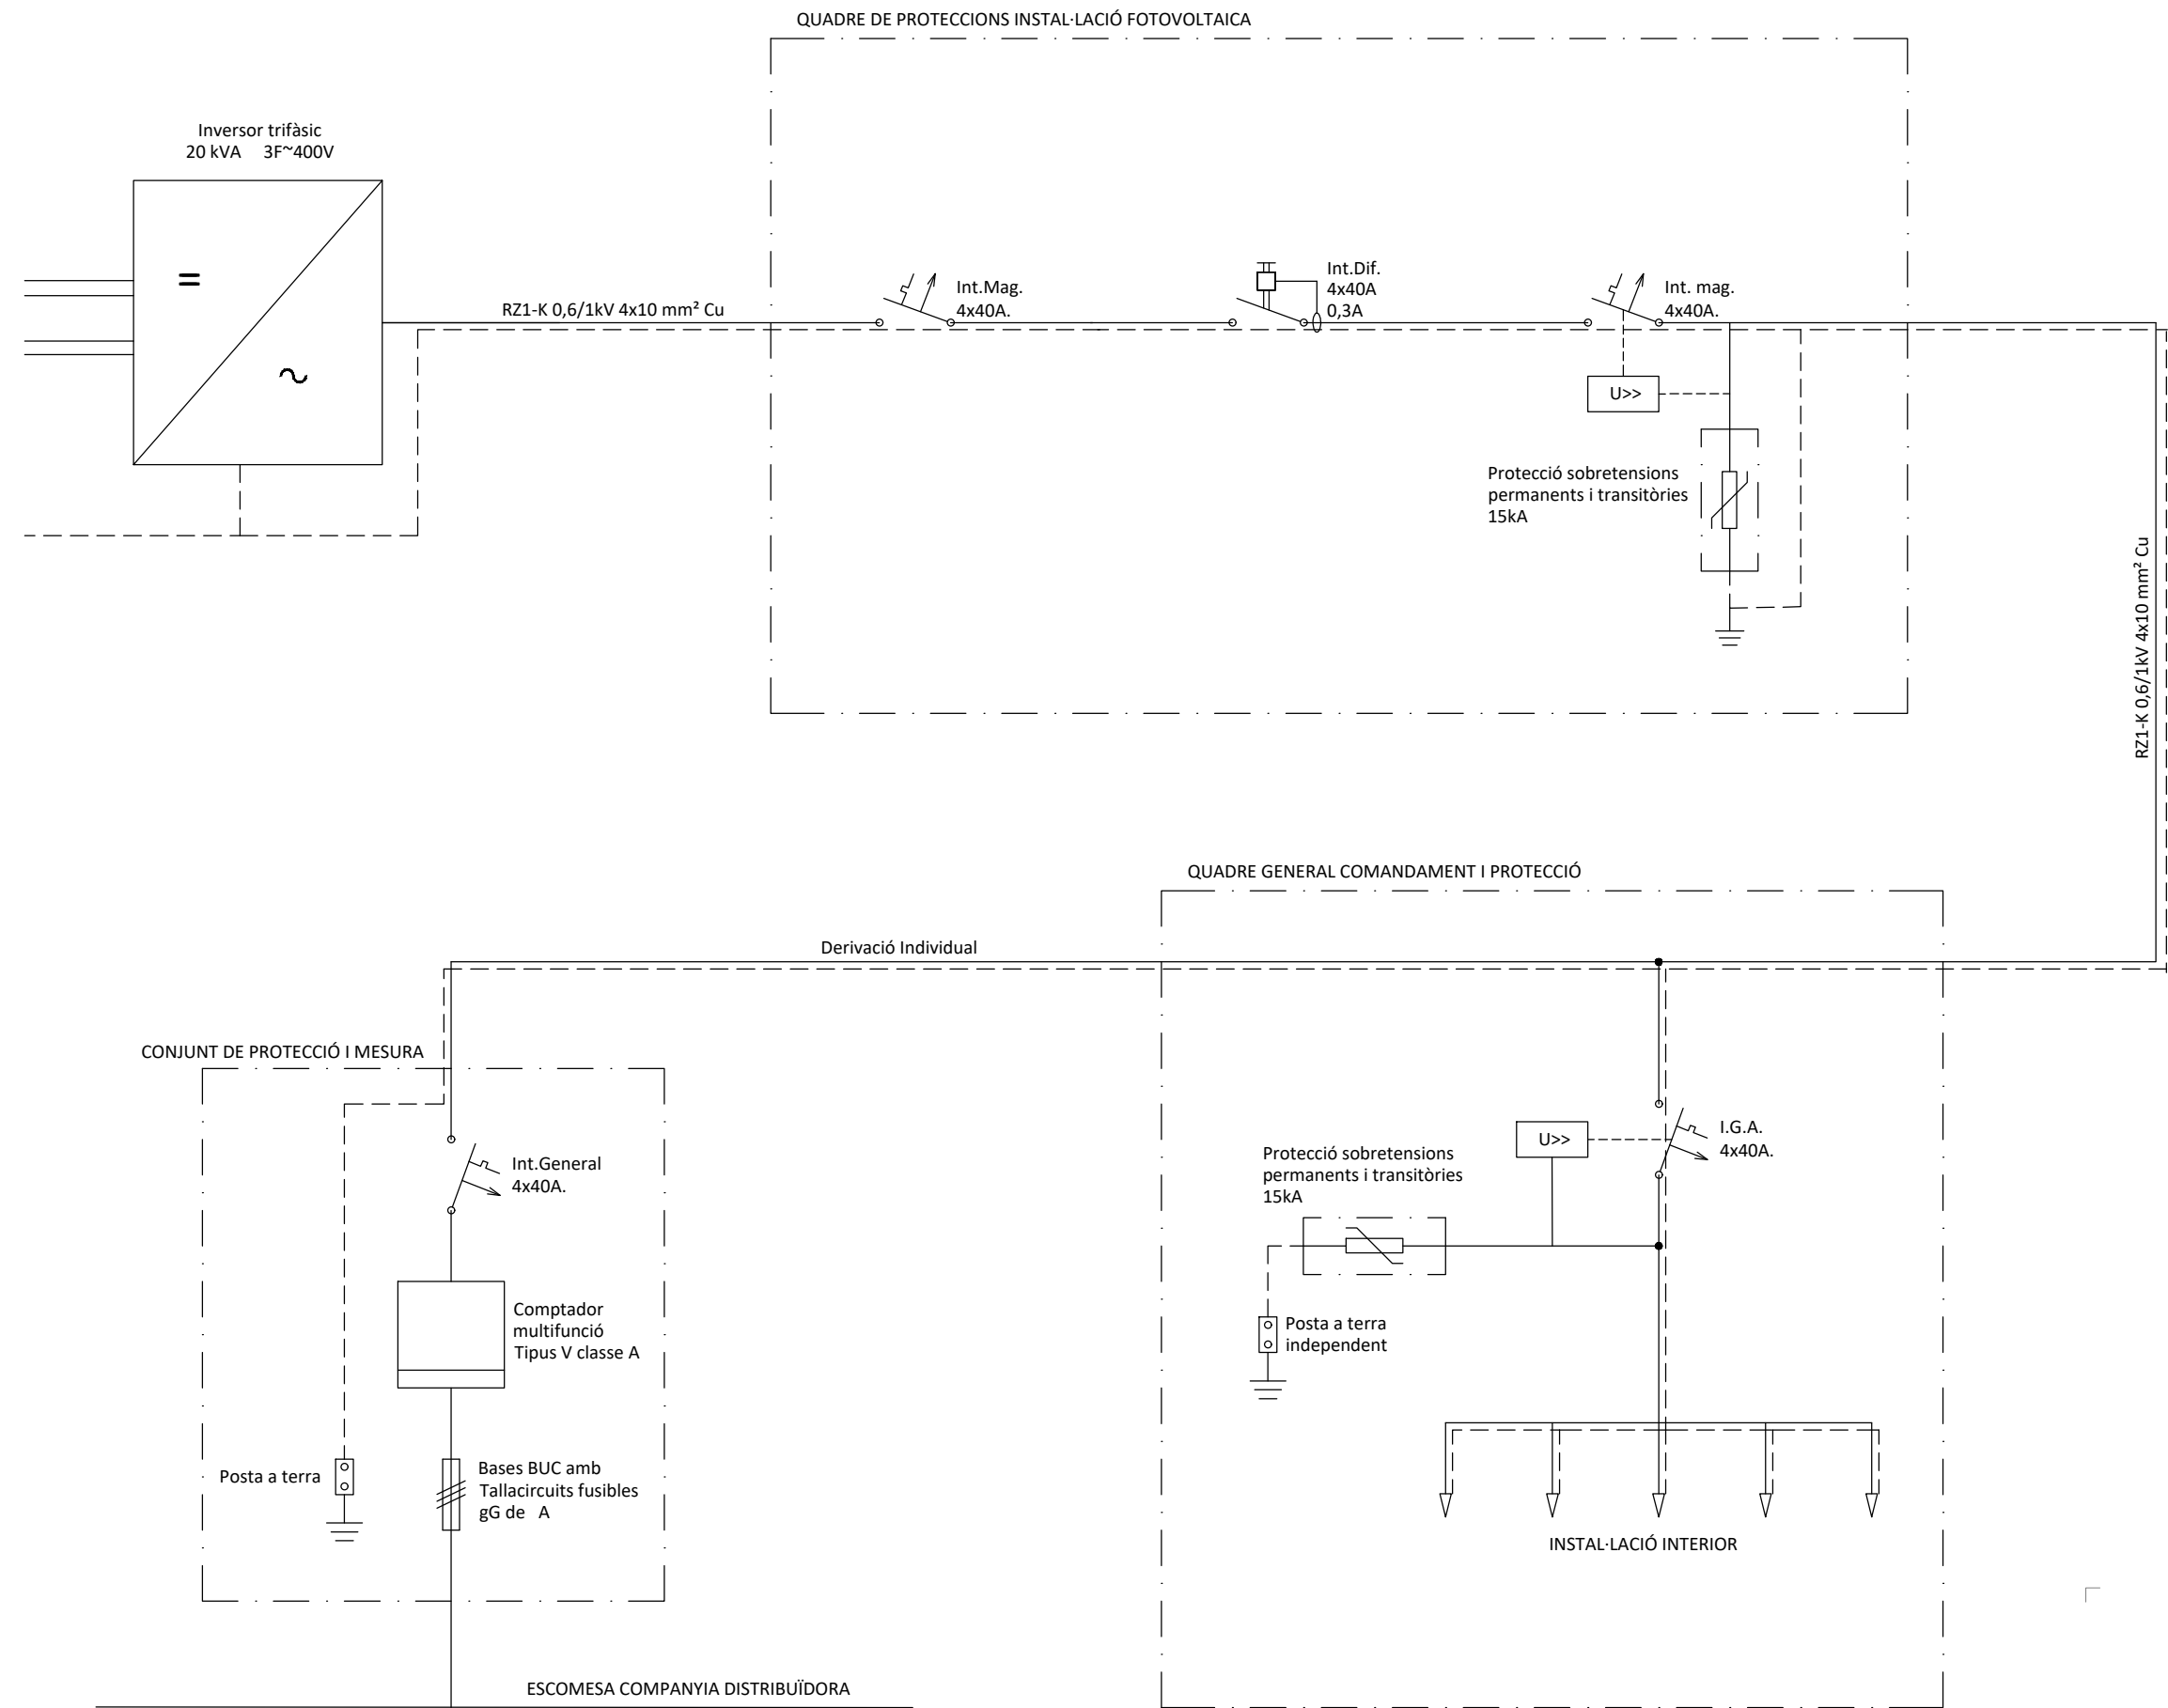 QUADRE DE PROTECCIONS INSTAL·LACIÓ FOTOVOLTAICA
Inversor trifàsic
20 kVA 3F~400V
=
~
RZ1-K 0,6/1kV 4x10 mm² Cu
Int.Mag.
4x40A.
Int.Dif.
4x40A
0,3A
Int. mag.
4x40A.
U>>
Protecció sobretensions
permanents i transitòries
15kA
RZ1-K 0,6/1kV 4x10 mm² Cu
QUADRE GENERAL COMANDAMENT I PROTECCIÓ
Derivació Individual
CONJUNT DE PROTECCIÓ I MESURA
Int.General
4x40A.
Comptador
multifunció
Tipus V classe A
Posta a terra
Bases BUC amb
Tallacircuits fusibles
gG de A
U>>
I.G.A.
4x40A.
Protecció sobretensions
permanents i transitòries
15kA
Posta a terra
independent
INSTAL·LACIÓ INTERIOR
ESCOMESA COMPANYIA DISTRIBUÏDORA